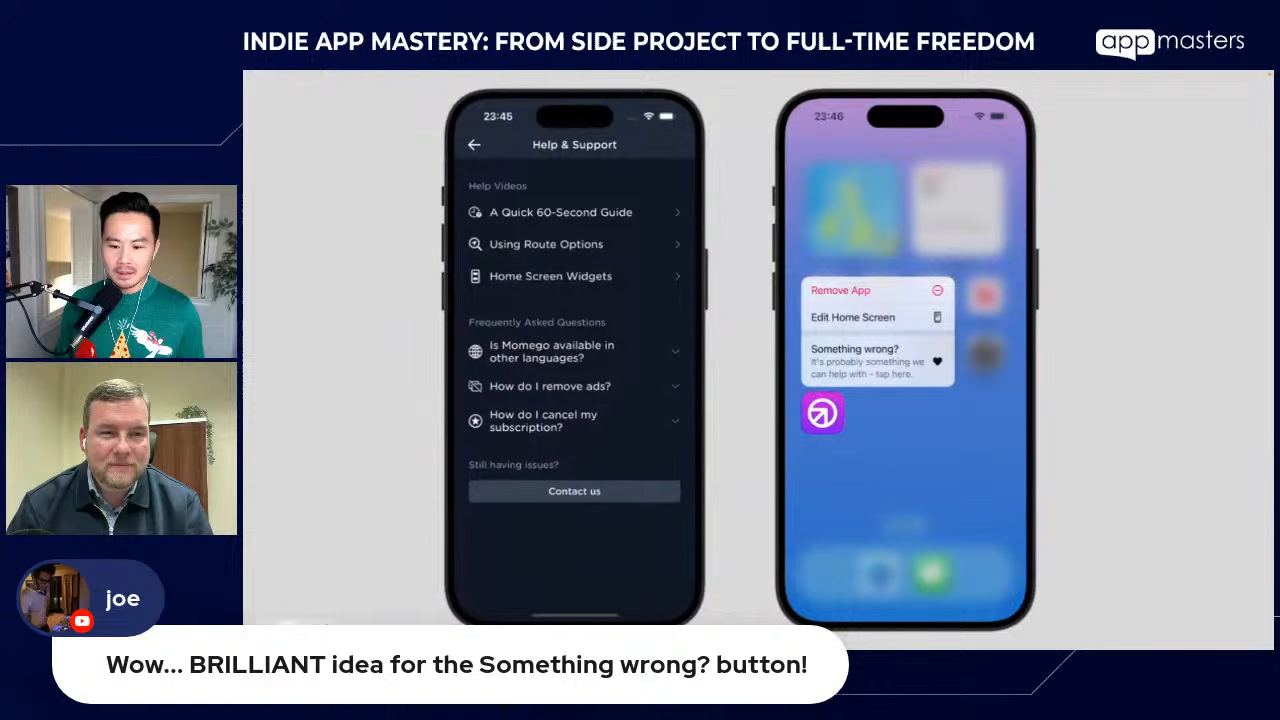 INDIE APP MASTERY: FROM SIDE PROJECT TO FULL-TIME FREEDOM
app masters
23:45
Help & Support
Help Videos
A Quick 60-Second Guide
Using Route Options
Home Screen Widgets
Frequently Asked Questions
Is Momego available in
other languages?
How do I remove ads?
How do I cancel my
subscription?
Still having issues?
Contact us
23:46
Remove App
Edit Home Screen
Something wrong?
It's probably something we
can help with - tap here.
joe
Wow... BRILLIANT idea for the Something wrong? button!